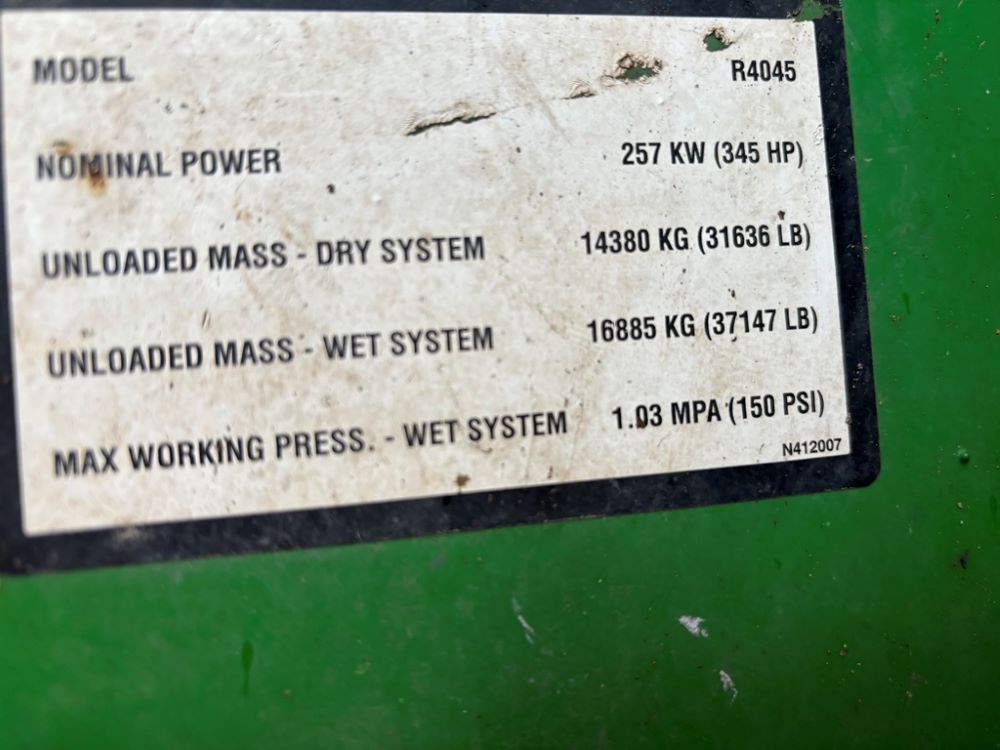 MODEL R4045
NOMINAL POWER 257 KW (345 HP)
UNLOADED MASS - DRY SYSTEM 14380 KG (31636 LB)
UNLOADED MASS - WET SYSTEM 16885 KG (37147 LB)
MAX WORKING PRESS. - WET SYSTEM 1.03 MPA (150 PSI)
N412007